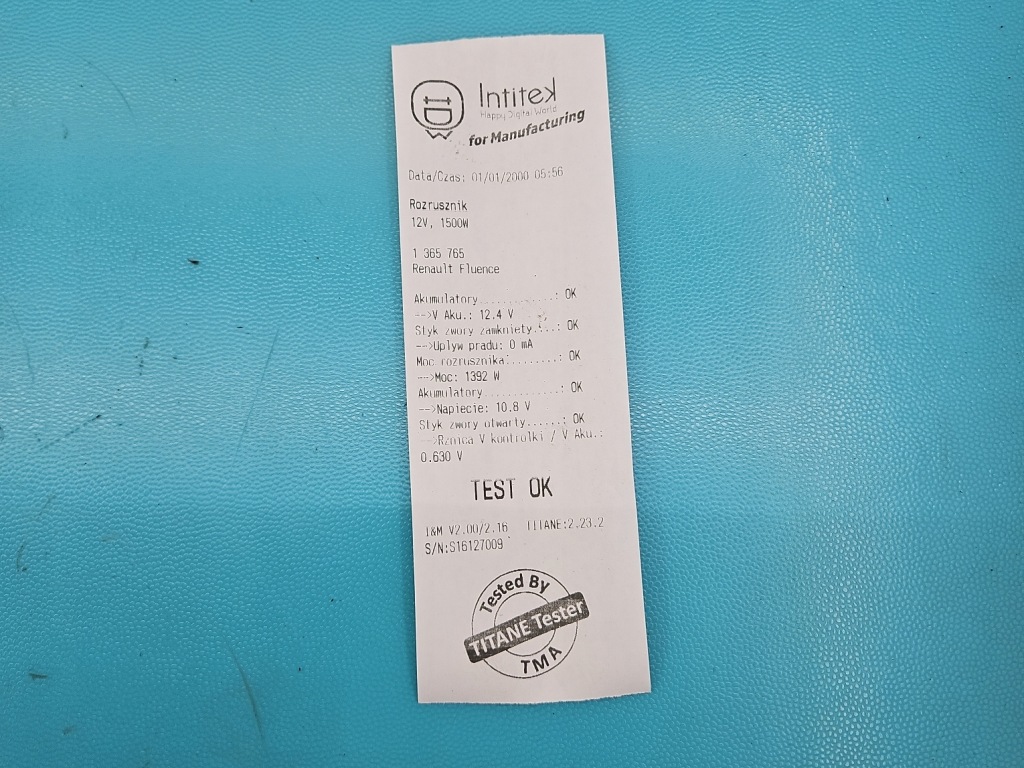 Intitek
Happy Digital World
for Manufacturing
Data/Czas: 01/01/2000 05:56
Rozrusznik
12V, 1500W
1 365 765
Renault Fluence
Akumulatory............: OK
-->V Aku.: 12.4 V
Styk zwory zamkniety...: OK
-->Uplyw pradu: 0 mA
Moc rozrusznika........: OK
-->Moc: 1392 W
Akumulatory............: OK
-->Napiecie: 10.8 V
Styk zwory otwarty......: OK
-->Rznica V kontrolki / V Aku.:
0.630 V
TEST OK
I&M V2.00/2.16 TITANE:2.23.2
S/N:S16127009
Tested By
TITANE Tester
TMA